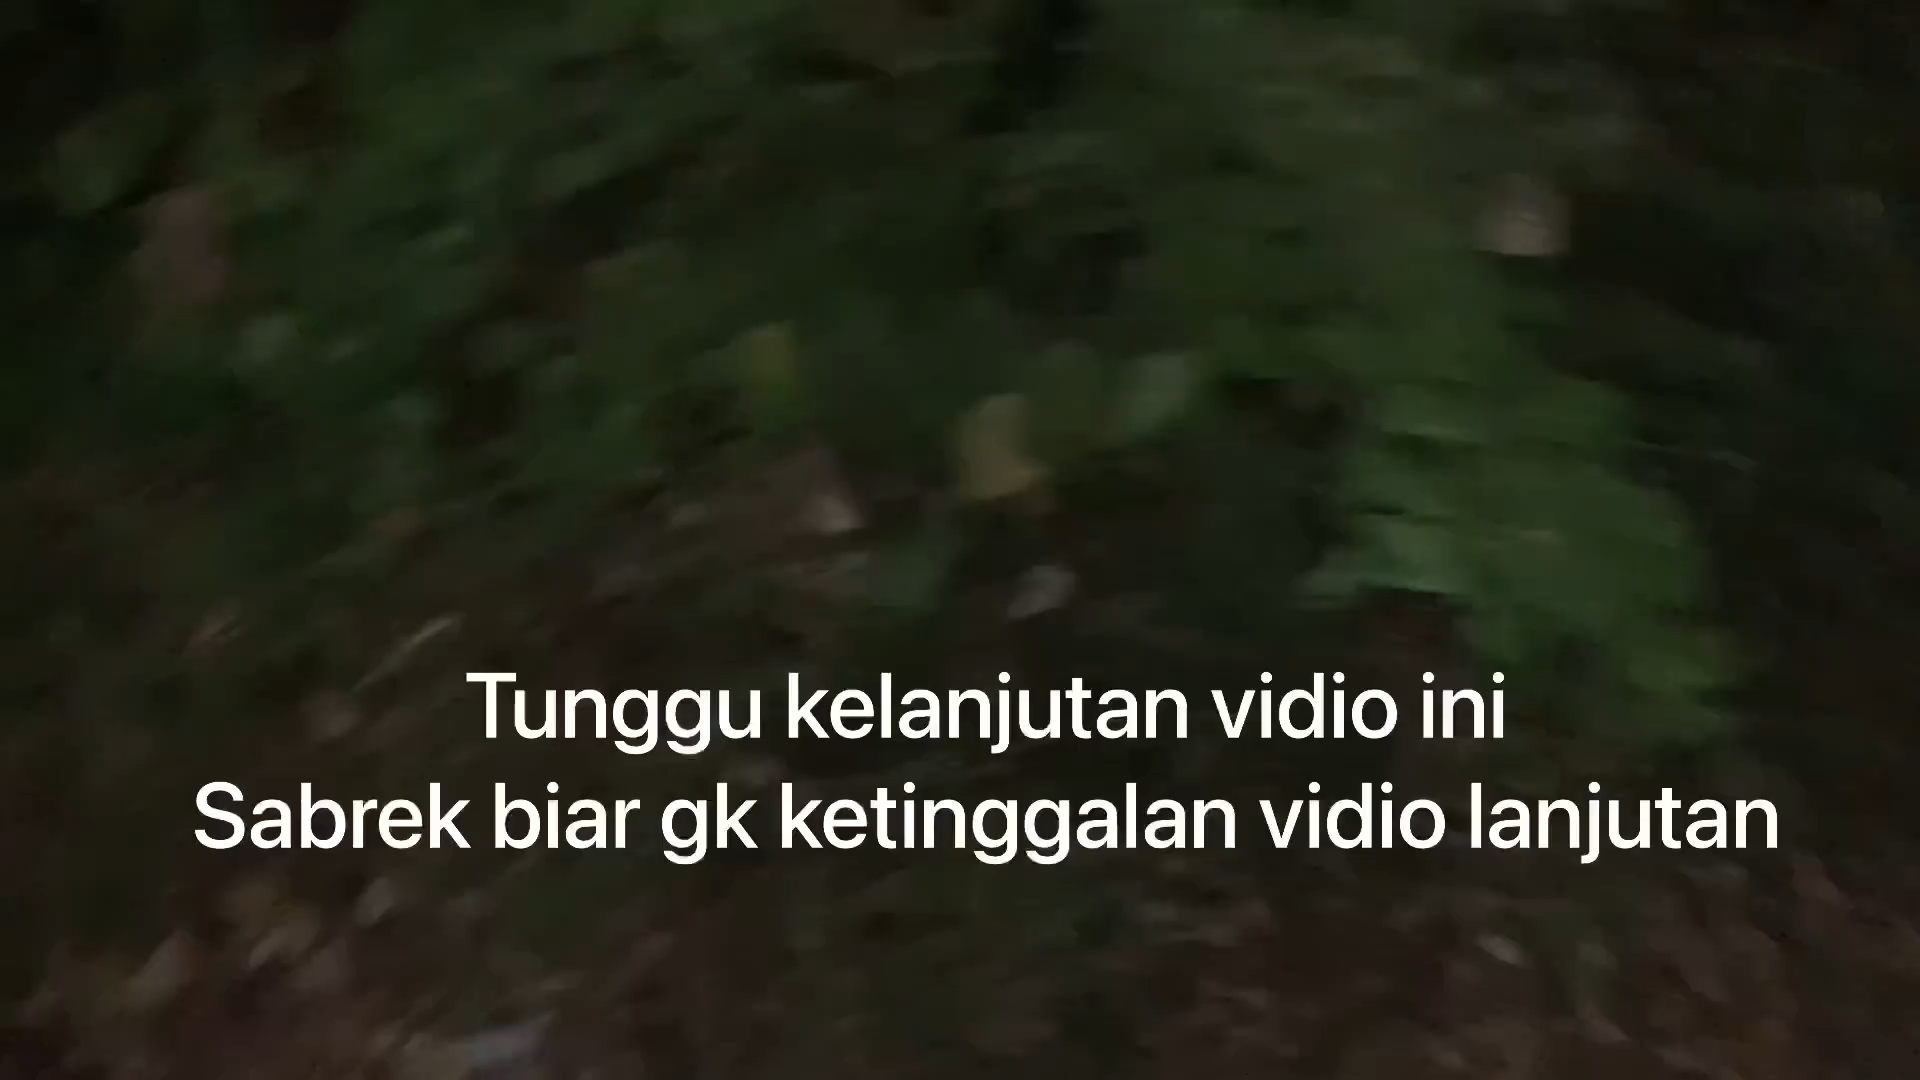 Tunggu kelanjutan vidio ini
Sabrek biar gk ketinggalan vidio lanjutan